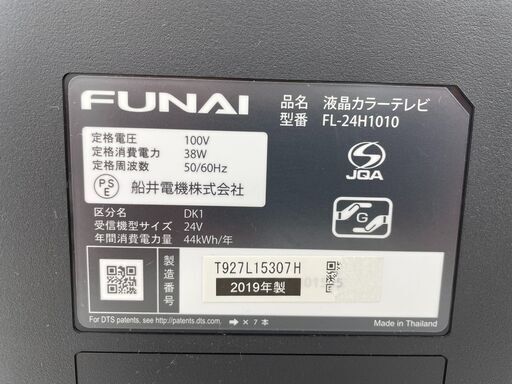 FUNAI
品名 液晶カラーテレビ
型番 FL-24H1010
定格電圧 100V
定格消費電力 38W
定格周波数 50/60Hz
PSE 船井電機株式会社
JQA
G
区分名 DK1
受信機型サイズ 24V
年間消費電力量 44kWh/年
製造番号
T927L15307H
2019年製
For DTS patents, see http://patents.dts.com.
➡ × 7 本
Made in Thailand